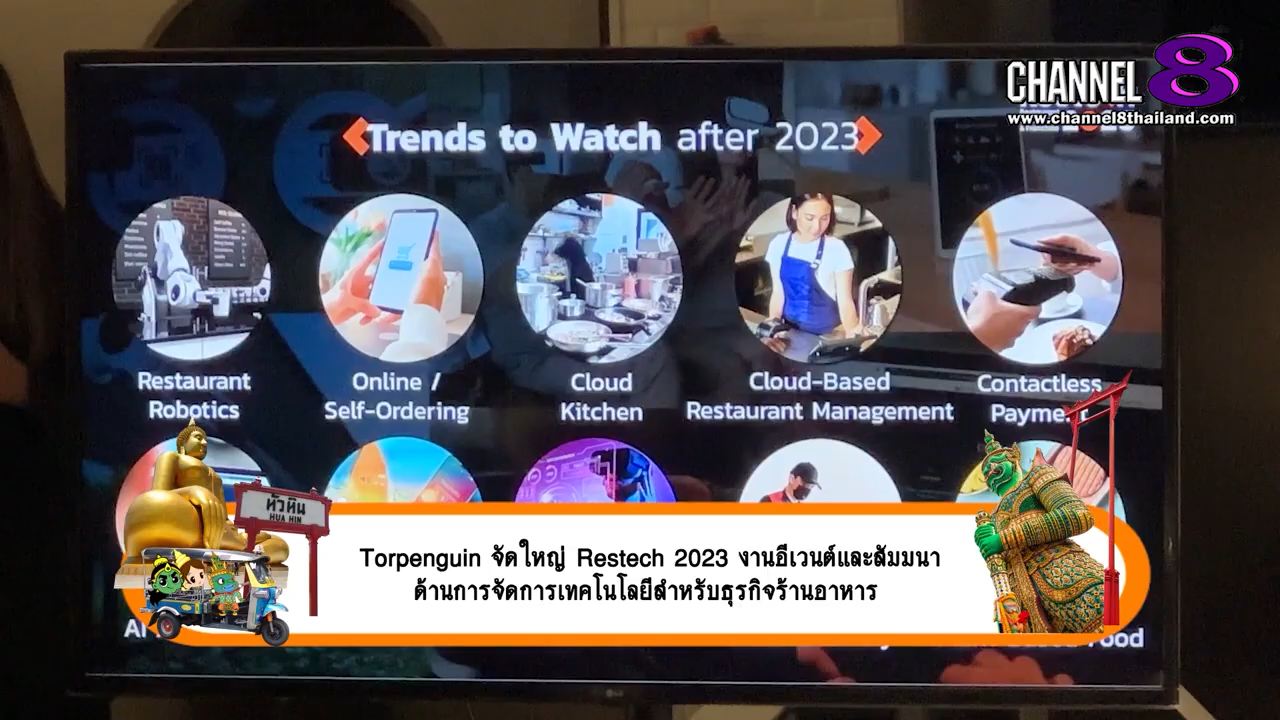 CHANNEL 8
www.channel8thailand.com
Trends to Watch after 2023
Restaurant
Robotics
Online /
Self-Ordering
Cloud
Kitchen
Cloud-Based
Restaurant Management
Contactless
Payment
หัวหิน
HUA HIN
Torpenguin จัดใหญ่ Restech 2023 งานอีเวนต์และสัมมนา
ด้านการจัดการเทคโนโลยีสำหรับธุรกิจร้านอาหาร
Food
LG